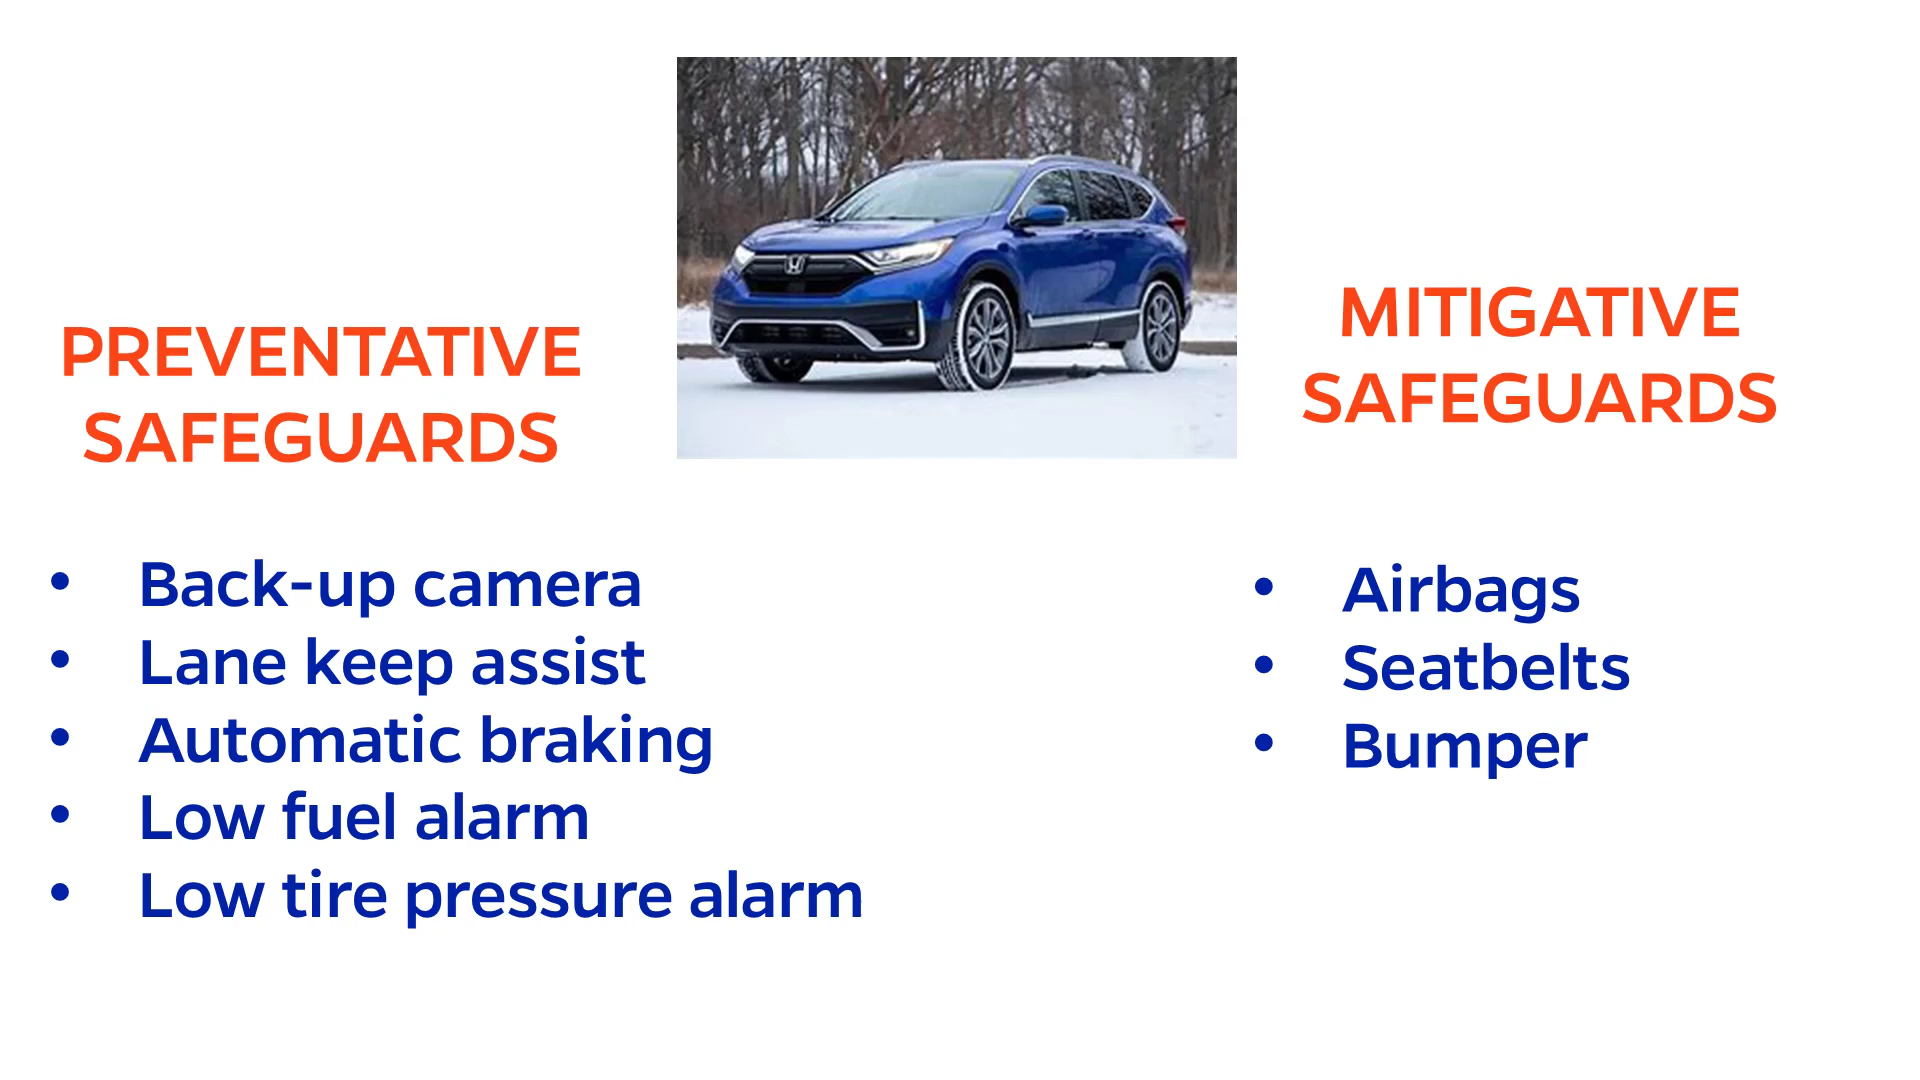 PREVENTATIVE
SAFEGUARDS
• Back-up camera
• Lane keep assist
• Automatic braking
• Low fuel alarm
• Low tire pressure alarm
MITIGATIVE
SAFEGUARDS
• Airbags
• Seatbelts
• Bumper